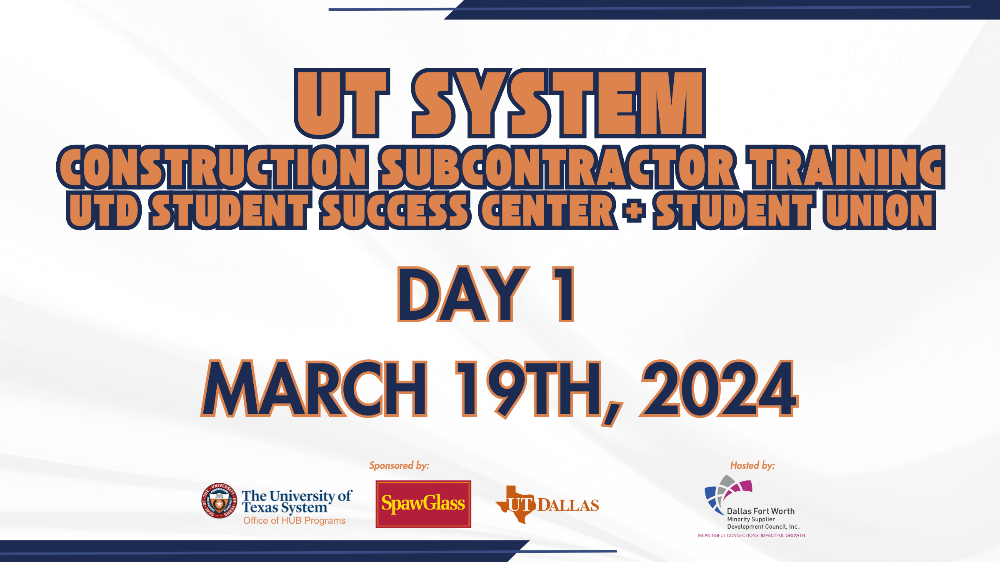 UT SYSTEM
CONSTRUCTION SUBCONTRACTOR TRAINING
UTD STUDENT SUCCESS CENTER + STUDENT UNION
DAY 1
MARCH 19TH, 2024
Sponsored by:
The University of
Texas System
Office of HUB Programs
SpawGlass
UT DALLAS
Hosted by:
Dallas Fort Worth
Minority Supplier
Development Council, Inc.
MEANINGFUL CONNECTIONS. IMPACTFUL GROWTH.